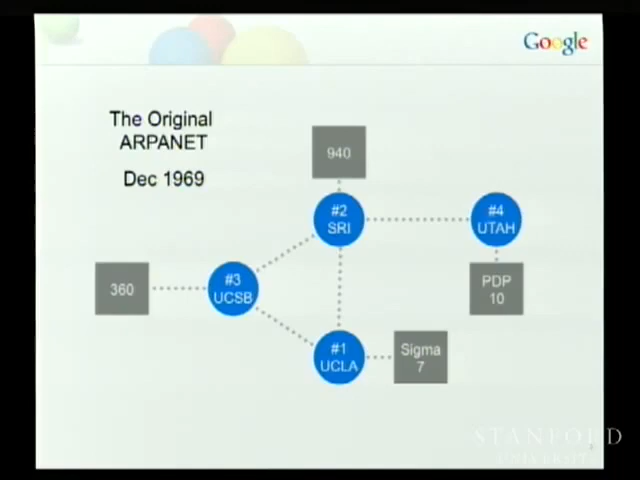 Google
The Original
ARPANET
Dec 1969
940
#2
SRI
#4
UTAH
360
#3
UCSB
PDP
10
#1
UCLA
Sigma
7
STANFORD
UNIVERSITY